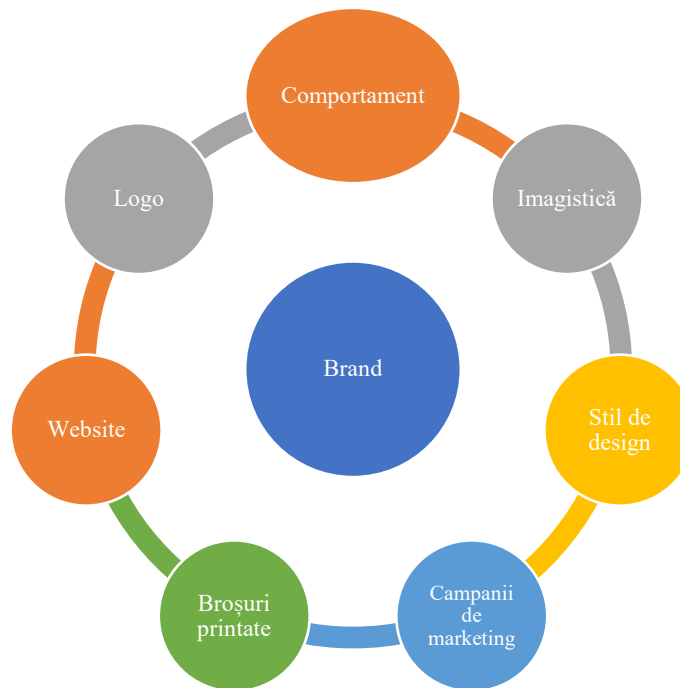 Comportament
Imagistică
Stil de
design
Campanii
de
marketing
Broșuri
printate
Website
Logo
Brand